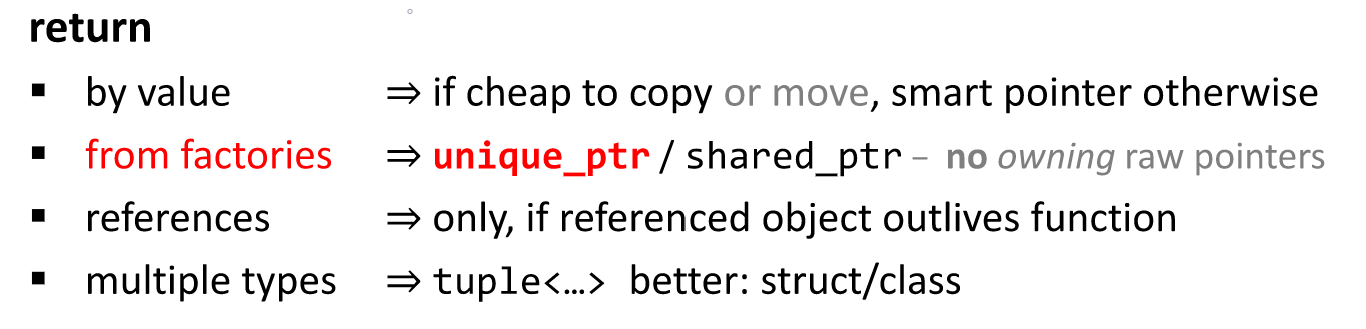 return
▪ by value ⇒ if cheap to copy or move, smart pointer otherwise
▪ from factories ⇒ unique_ptr / shared_ptr – no owning raw pointers
▪ references ⇒ only, if referenced object outlives function
▪ multiple types ⇒ tuple<…> better: struct/class